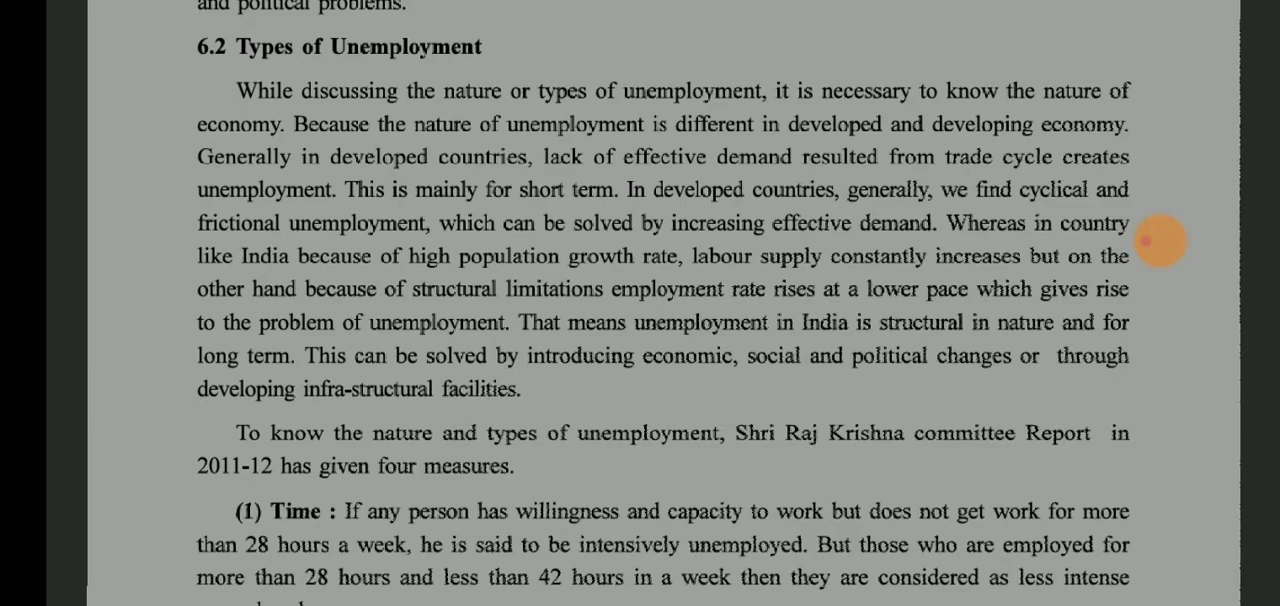 and political problems.
6.2 Types of Unemployment
While discussing the nature or types of unemployment, it is necessary to know the nature of
economy. Because the nature of unemployment is different in developed and developing economy.
Generally in developed countries, lack of effective demand resulted from trade cycle creates
unemployment. This is mainly for short term. In developed countries, generally, we find cyclical and
frictional unemployment, which can be solved by increasing effective demand. Whereas in country
like India because of high population growth rate, labour supply constantly increases but on the
other hand because of structural limitations employment rate rises at a lower pace which gives rise
to the problem of unemployment. That means unemployment in India is structural in nature and for
long term. This can be solved by introducing economic, social and political changes or through
developing infra-structural facilities.
To know the nature and types of unemployment, Shri Raj Krishna committee Report in
2011-12 has given four measures.
(1) Time : If any person has willingness and capacity to work but does not get work for more
than 28 hours a week, he is said to be intensively unemployed. But those who are employed for
more than 28 hours and less than 42 hours in a week then they are considered as less intense